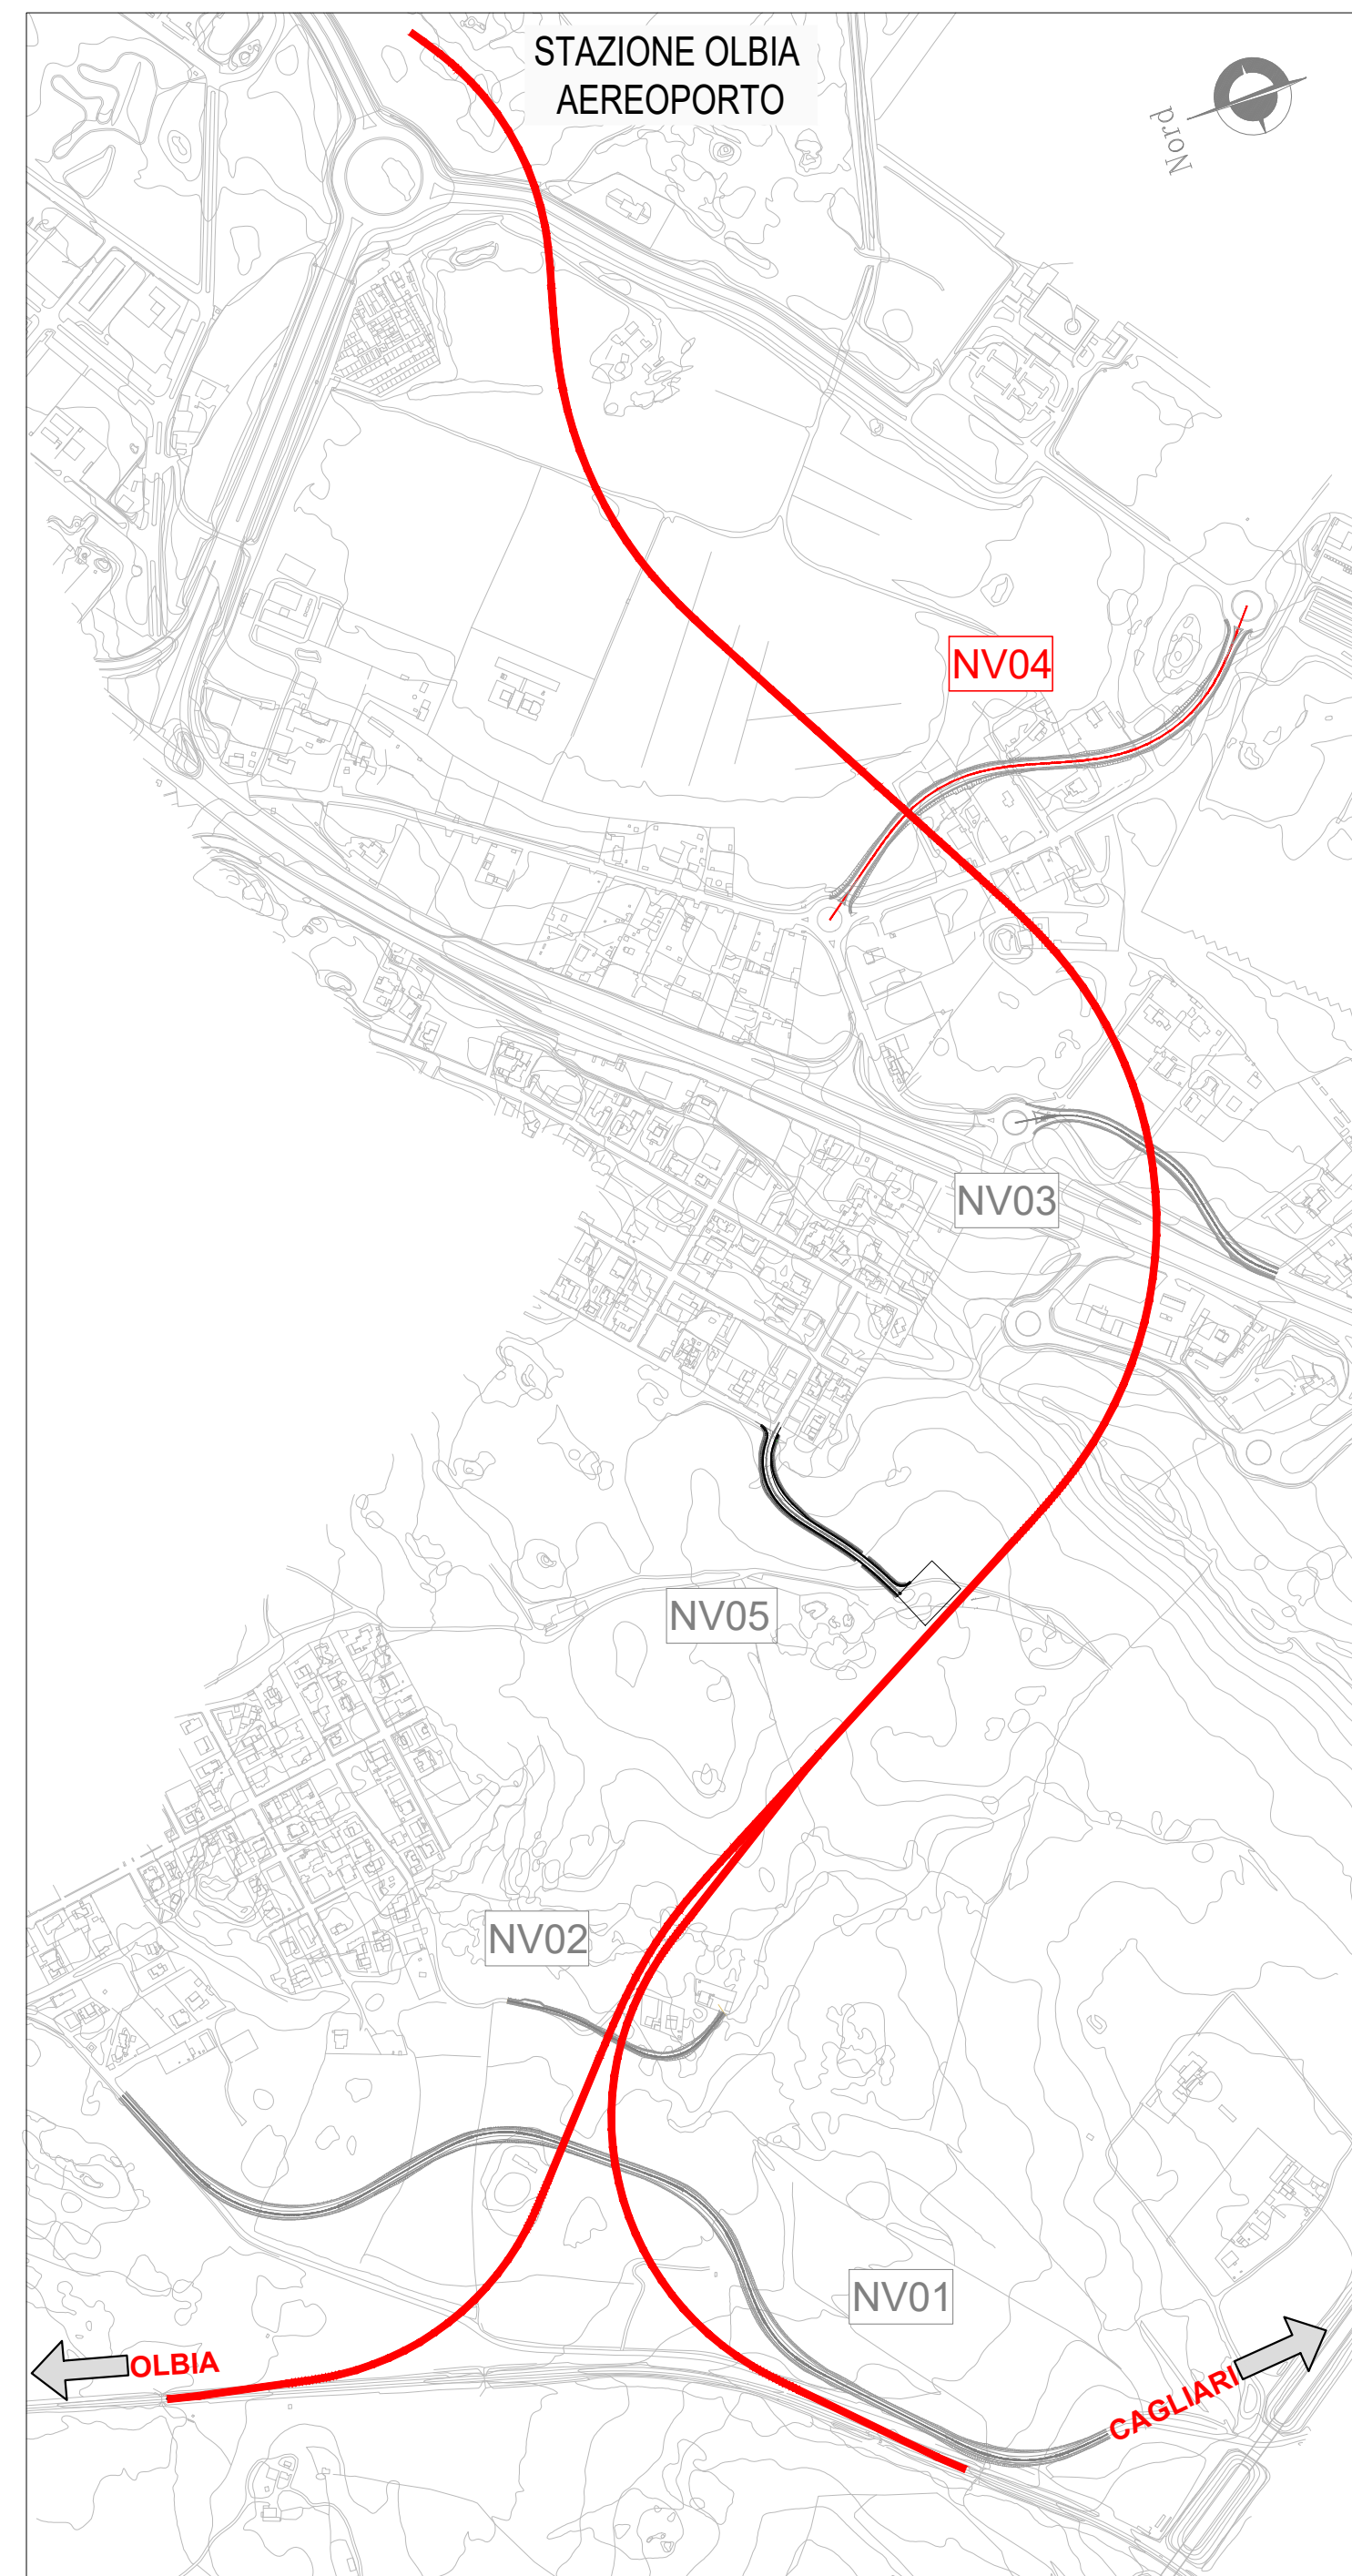 STAZIONE OLBIA
AEREOPORTO
Nord
NV04
NV03
NV05
NV02
NV01
OLBIA
CAGLIARI